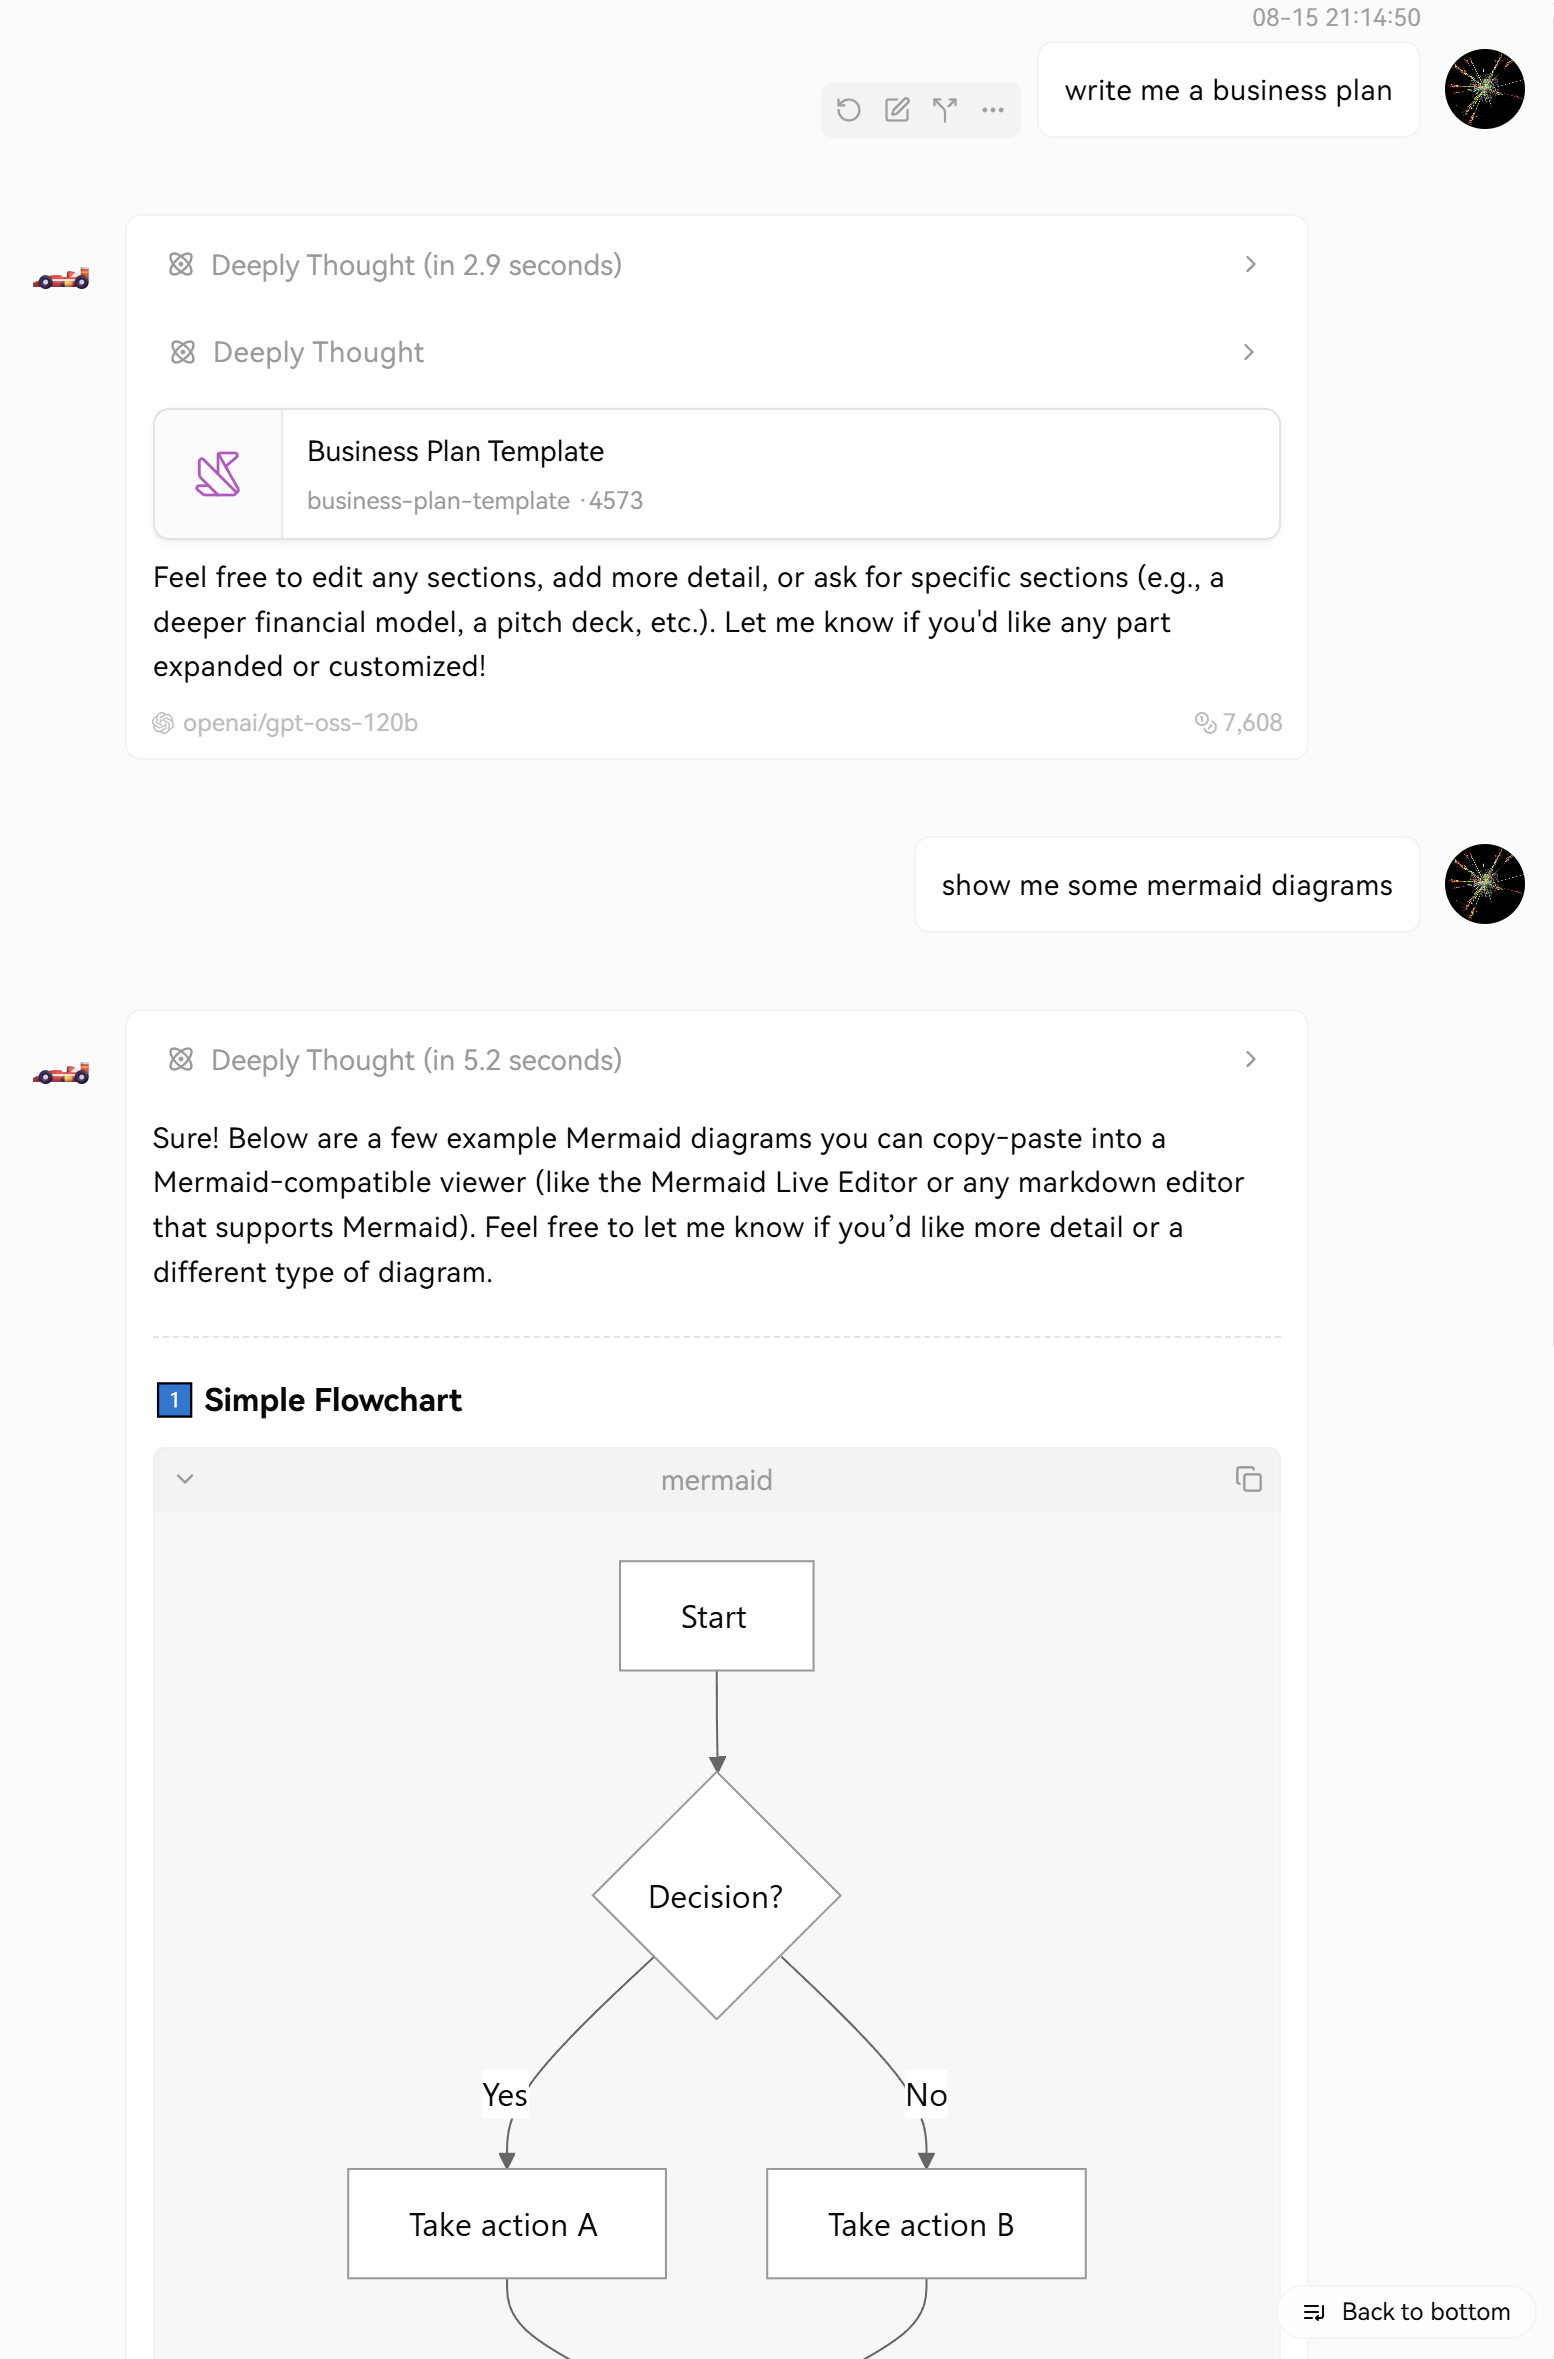 08-15 21:14:50
write me a business plan
Deeply Thought (in 2.9 seconds)
Deeply Thought
Business Plan Template
business-plan-template · 4573
Feel free to edit any sections, add more detail, or ask for specific sections (e.g., a
deeper financial model, a pitch deck, etc.). Let me know if you'd like any part
expanded or customized!
openai/gpt-oss-120b
7,608
show me some mermaid diagrams
Deeply Thought (in 5.2 seconds)
Sure! Below are a few example Mermaid diagrams you can copy-paste into a
Mermaid-compatible viewer (like the Mermaid Live Editor or any markdown editor
that supports Mermaid). Feel free to let me know if you’d like more detail or a
different type of diagram.
1 Simple Flowchart
mermaid
Start
Decision?
Yes
No
Take action A
Take action B
Back to bottom